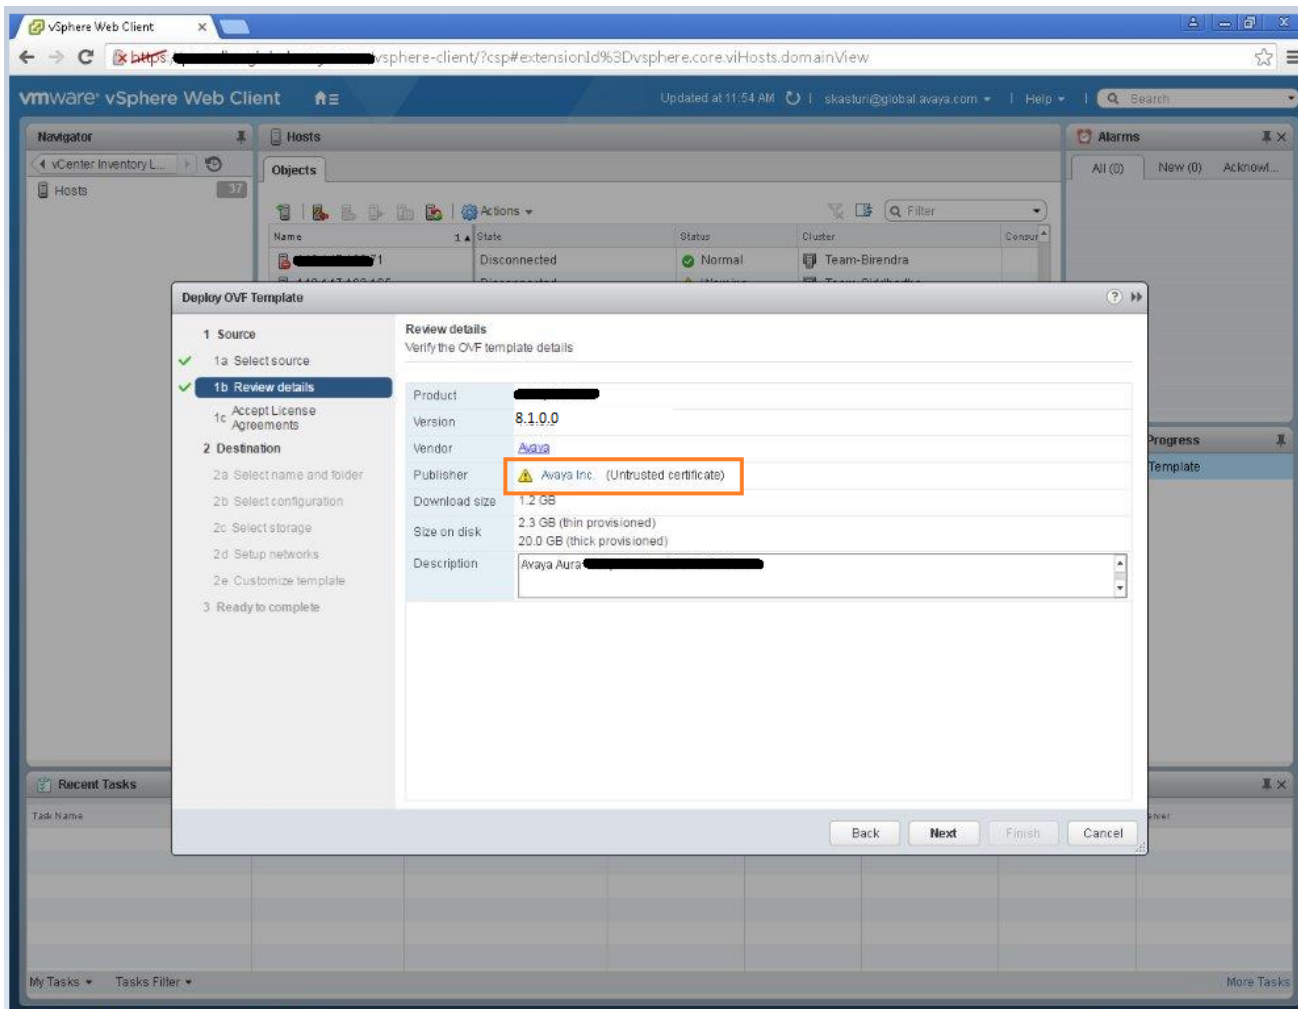 vSphere Web Client
https:/ vsphere-client/?csp#extensionId%3Dvsphere.core.viHosts.domainView
vmware® vSphere Web Client
Updated at 11:54 AM
skasturi@global.avaya.com
Help
Search
Navigator
Hosts
Alarms
vCenter Inventory L...
Objects
All (0) New (0) Acknowl...
Hosts 37
Actions
Filter
Name 1 State Status Cluster Consur
71 Disconnected Normal Team-Birendra
Deploy OVF Template
1 Source
1a Select source
1b Review details
1c Accept License
Agreements
2 Destination
2a Select name and folder
2b Select configuration
2c Select storage
2d Setup networks
2e Customize template
3 Ready to complete
Review details
Verify the OVF template details
Product
Version 8.1.0.0
Vendor Avaya
Publisher Avaya Inc. (Untrusted certificate)
Download size 1.2 GB
Size on disk 2.3 GB (thin provisioned)
20.0 GB (thick provisioned)
Description Avaya Aura
Back Next Finish Cancel
Progress
Template
Recent Tasks
Task Name
My Tasks Tasks Filter More Tasks